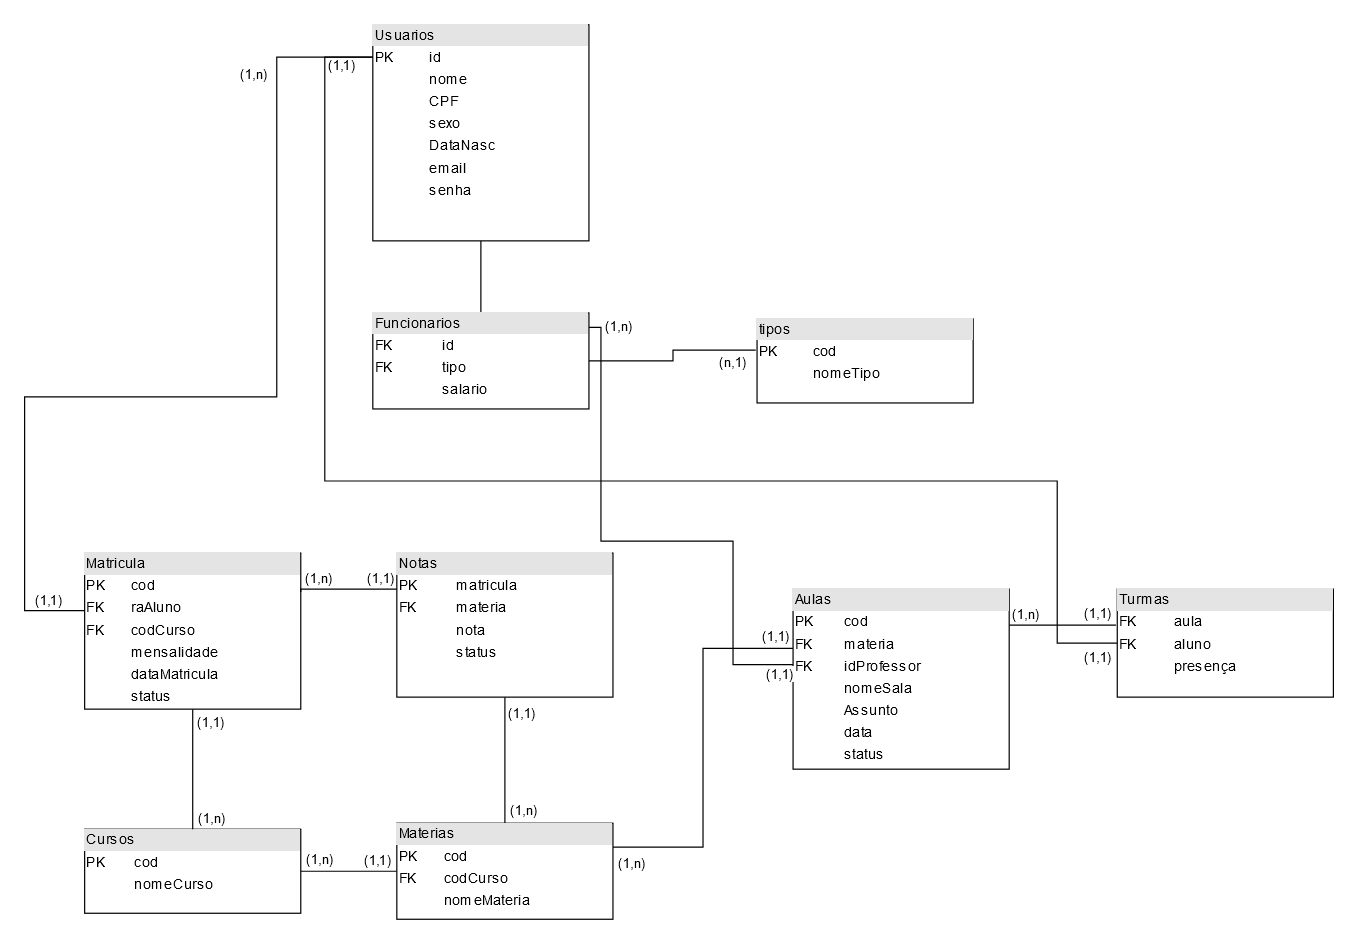 Usuarios
PK id
nome
CPF
sexo
DataNasc
email
senha
(1,n)
(1,1)
Funcionarios
FK id
FK tipo
salario
(1,n)
(n,1)
tipos
PK cod
nomeTipo
Matricula
PK cod
FK raAluno
FK codCurso
mensalidade
dataMatricula
status
(1,1)
(1,n)
(1,1)
Notas
PK matricula
FK materia
nota
status
(1,1)
(1,n)
(1,1)
(1,n)
Aulas
PK cod
FK materia
FK idProfessor
nomeSala
Assunto
data
status
(1,1)
(1,1)
(1,n)
(1,1)
(1,1)
Turmas
FK aula
FK aluno
presença
Cursos
PK cod
nomeCurso
(1,n)
(1,1)
Materias
PK cod
FK codCurso
nomeMateria
(1,n)